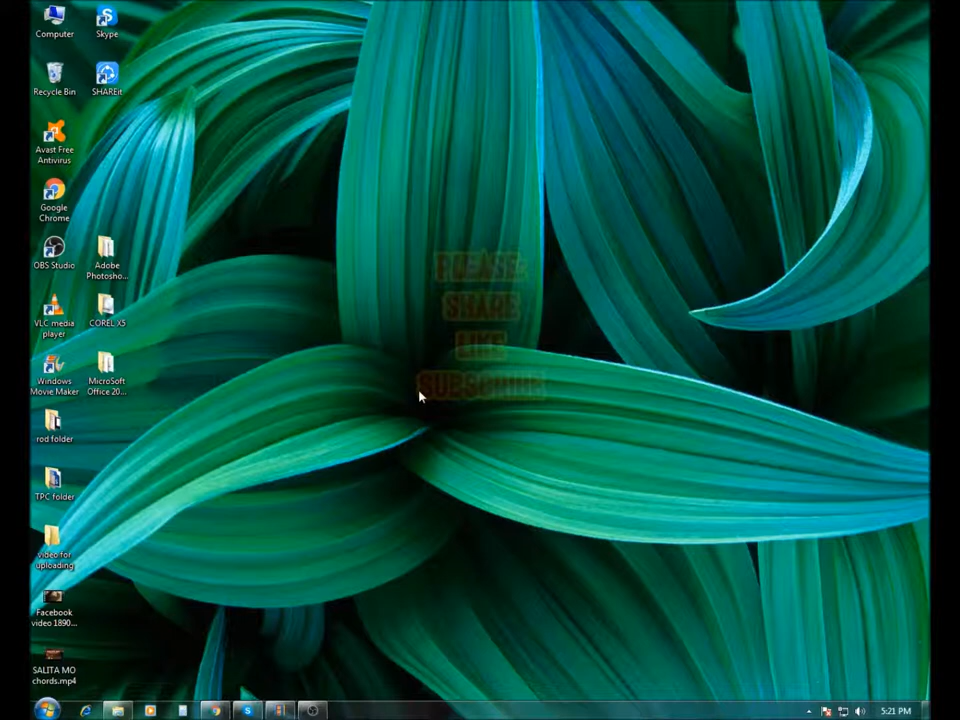 Computer
Skype
Recycle Bin
SHAREit
Avast Free
Antivirus
Google
Chrome
OBS Studio
Adobe
Photosho...
VLC media
player
COREL X5
Windows
Movie Maker
MicroSoft
Office 20...
rod folder
TPC folder
video for
uploading
Facebook
video 1890...
SALITA MO
chords.mp4
PLEASE:
SHARE
LIKE
SUBSCRIBE
5:21 PM